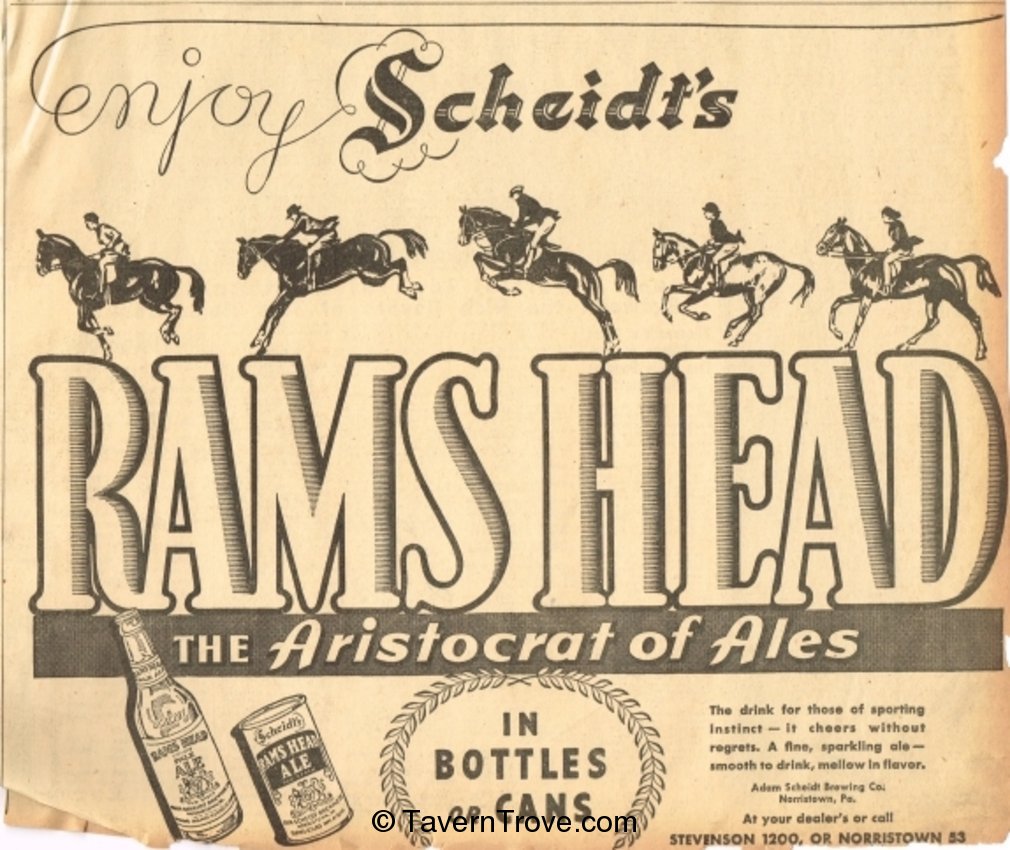 enjoy Scheidt's
RAMS HEAD
THE Aristocrat of Ales
RAMS HEAD
PALE
ALE
Scheidt's
RAMS HEAD
ALE
IN
BOTTLES
OR CANS
The drink for those of sporting
instinct — it cheers without
regrets. A fine, sparkling ale —
smooth to drink, mellow in flavor.
Adam Scheidt Brewing Co.
Norristown, Pa.
At your dealer's or call
STEVENSON 1200, OR NORRISTOWN 53
© TavernTrove.com